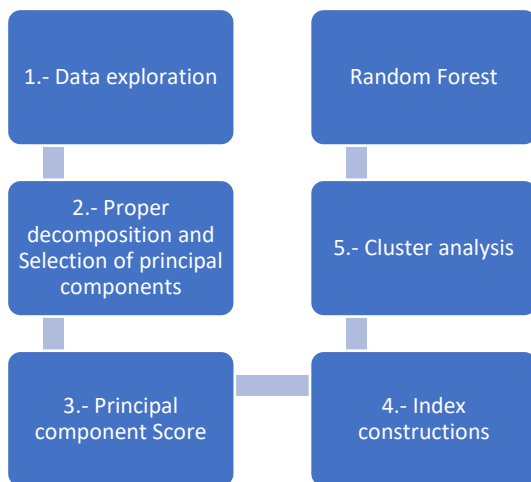 1.- Data exploration
2.- Proper
decomposition and
Selection of principal
components
3.- Principal
component Score
4.- Index
constructions
5.- Cluster analysis
Random Forest